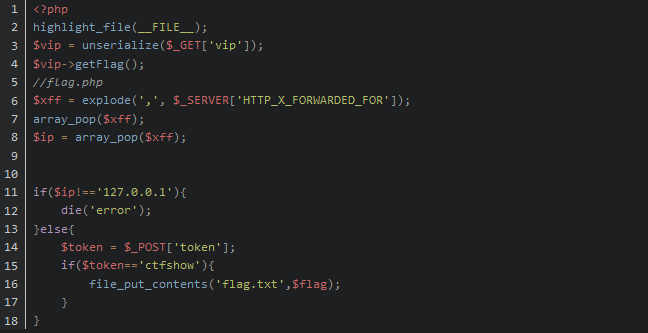 1 <?php
2 highlight_file(__FILE__);
3 $vip = unserialize($_GET['vip']);
4 $vip->getFlag();
5 //flag.php
6 $xff = explode(',', $_SERVER['HTTP_X_FORWARDED_FOR']);
7 array_pop($xff);
8 $ip = array_pop($xff);
9
10
11 if($ip!=='127.0.0.1'){
12     die('error');
13 }else{
14     $token = $_POST['token'];
15     if($token=='ctfshow'){
16         file_put_contents('flag.txt',$flag);
17     }
18 }